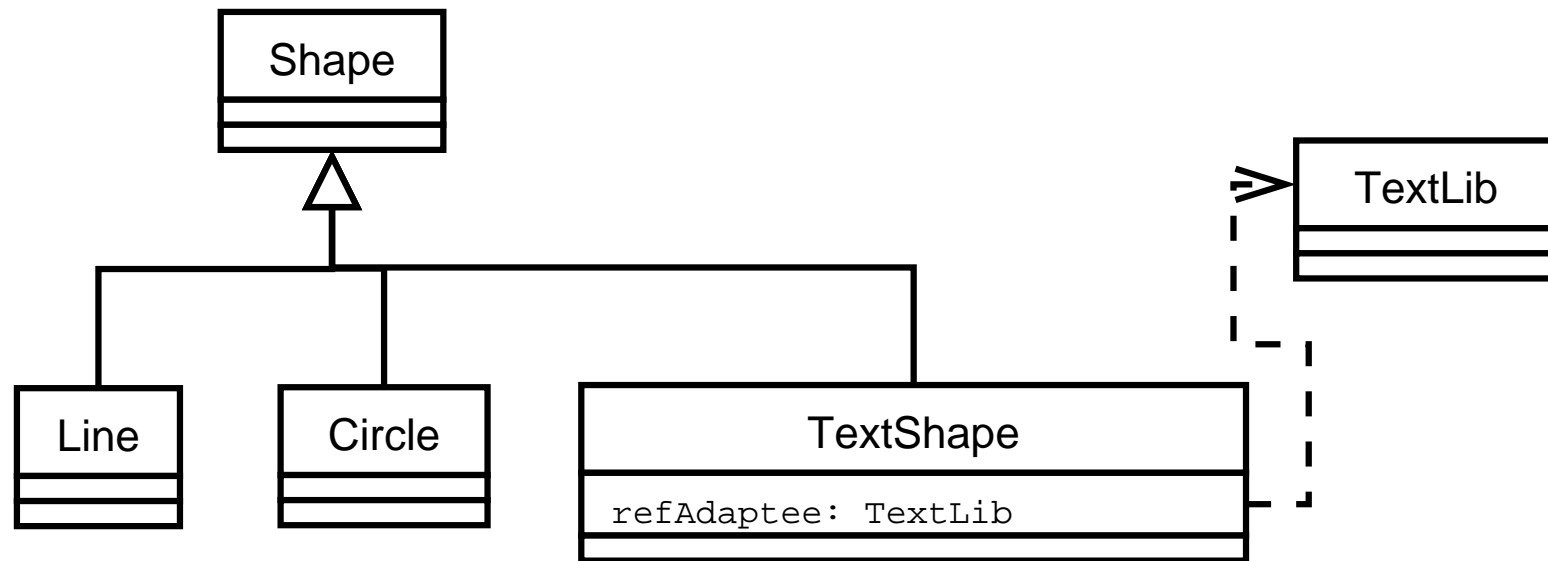 Shape
TextLib
Line
Circle
TextShape
refAdaptee: TextLib